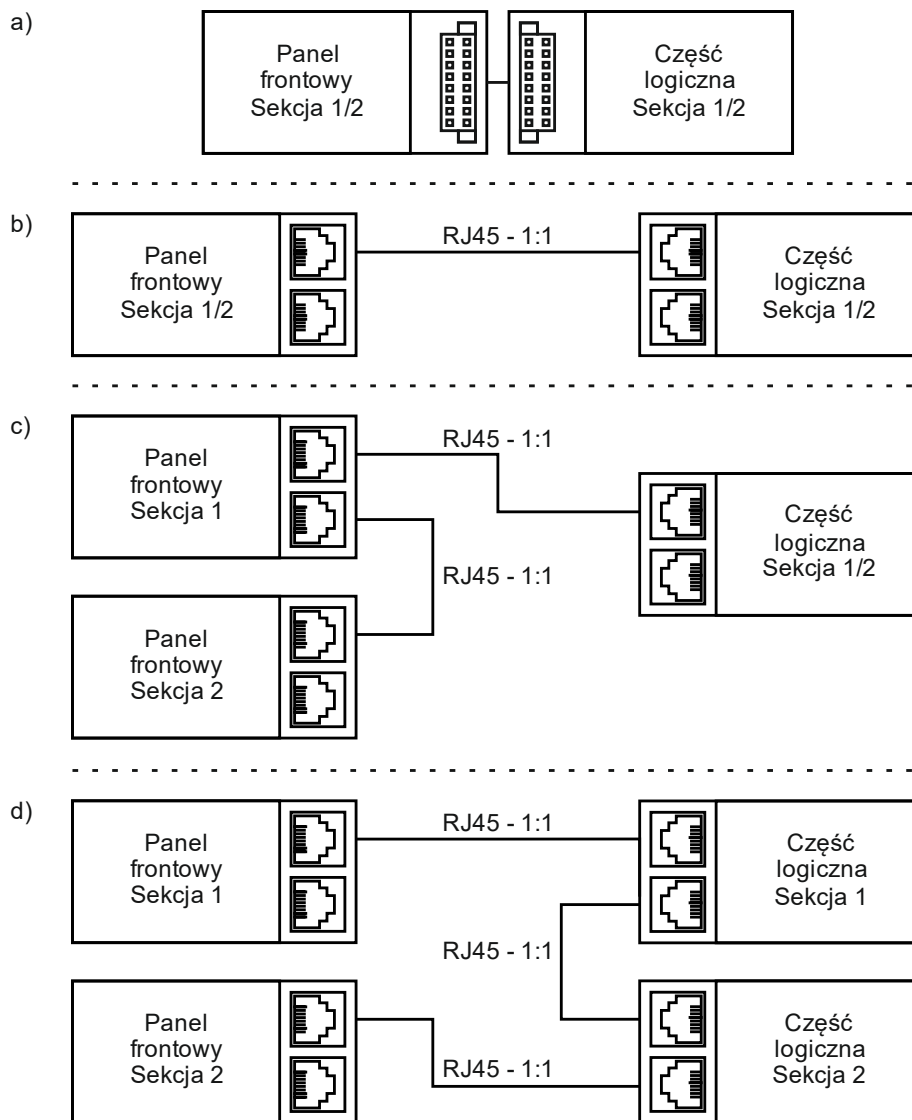 a)
Panel
frontowy
Sekcja 1/2
Część
logiczna
Sekcja 1/2
b)
Panel
frontowy
Sekcja 1/2
RJ45 - 1:1
Część
logiczna
Sekcja 1/2
c)
Panel
frontowy
Sekcja 1
RJ45 - 1:1
Część
logiczna
Sekcja 1/2
RJ45 - 1:1
Panel
frontowy
Sekcja 2
d)
Panel
frontowy
Sekcja 1
RJ45 - 1:1
Część
logiczna
Sekcja 1
RJ45 - 1:1
Panel
frontowy
Sekcja 2
RJ45 - 1:1
Część
logiczna
Sekcja 2